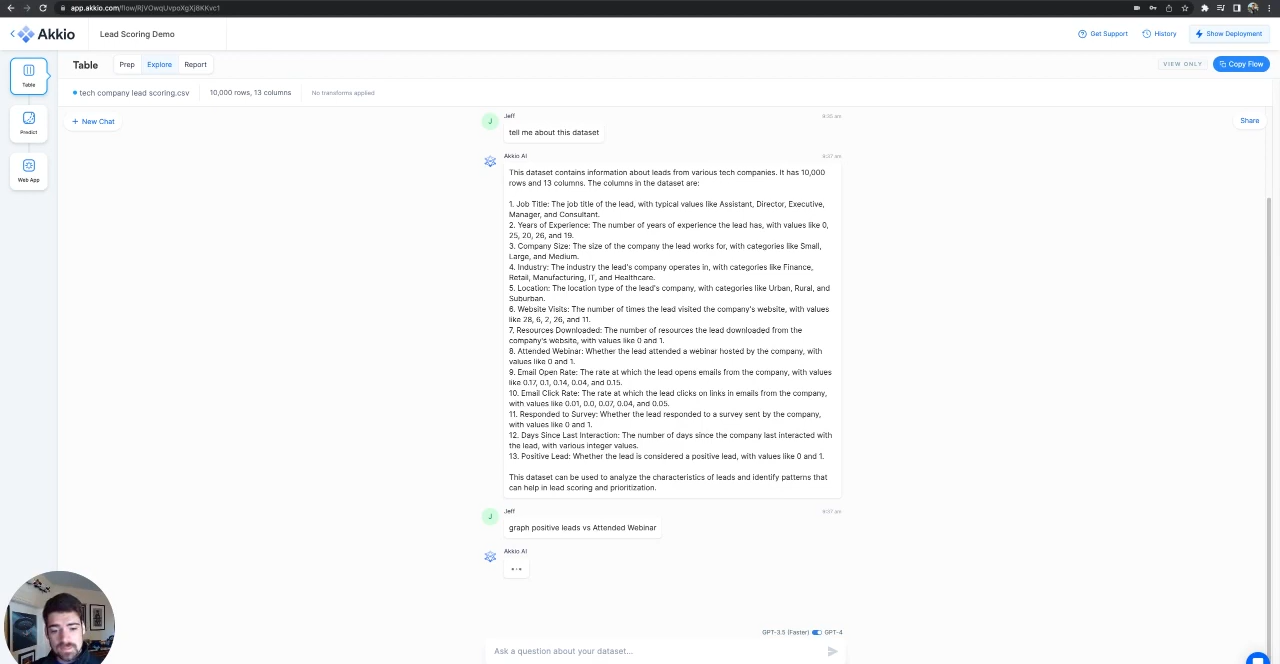 app.akkio.com/flow/RjVOwqUvpoXgXj8KKvc1
Akkio
Lead Scoring Demo
Get Support
History
Show Deployment
Table
Table
Prep
Explore
Report
VIEW ONLY
Copy Flow
tech company lead scoring.csv
10,000 rows, 13 columns
No transforms applied
Predict
Web App
+ New Chat
Share
J
Jeff
tell me about this dataset
Akkio AI
8:37 am
This dataset contains information about leads from various tech companies. It has 10,000
rows and 13 columns. The columns in the dataset are:
1. Job Title: The job title of the lead, with typical values like Assistant, Director, Executive,
Manager, and Consultant.
2. Years of Experience: The number of years of experience the lead has, with values like 0,
25, 20, 26, and 19.
3. Company Size: The size of the company the lead works for, with categories like Small,
Large, and Medium.
4. Industry: The industry the lead's company operates in, with categories like Finance,
Retail, Manufacturing, IT, and Healthcare.
5. Location: The location type of the lead's company, with categories like Urban, Rural, and
Suburban.
6. Website Visits: The number of times the lead visited the company's website, with values
like 28, 6, 2, 26, and 11.
7. Resources Downloaded: The number of resources the lead downloaded from the
company's website, with values like 0 and 1.
8. Attended Webinar: Whether the lead attended a webinar hosted by the company, with
values like 0 and 1.
9. Email Open Rate: The rate at which the lead opens emails from the company, with values
like 0.17, 0.1, 0.14, 0.04, and 0.15.
10. Email Click Rate: The rate at which the lead clicks on links in emails from the company,
with values like 0.01, 0.0, 0.07, 0.04, and 0.05.
11. Responded to Survey: Whether the lead responded to a survey sent by the company,
with values like 0 and 1.
12. Days Since Last Interaction: The number of days since the company last interacted with
the lead, with various integer values.
13. Positive Lead: Whether the lead is considered a positive lead, with values like 0 and 1.
This dataset can be used to analyze the characteristics of leads and identify patterns that
can help in lead scoring and prioritization.
J
Jeff
8:37 am
graph positive leads vs Attended Webinar
Akkio AI
GPT-3.5 (Faster)
GPT-4
Ask a question about your dataset...